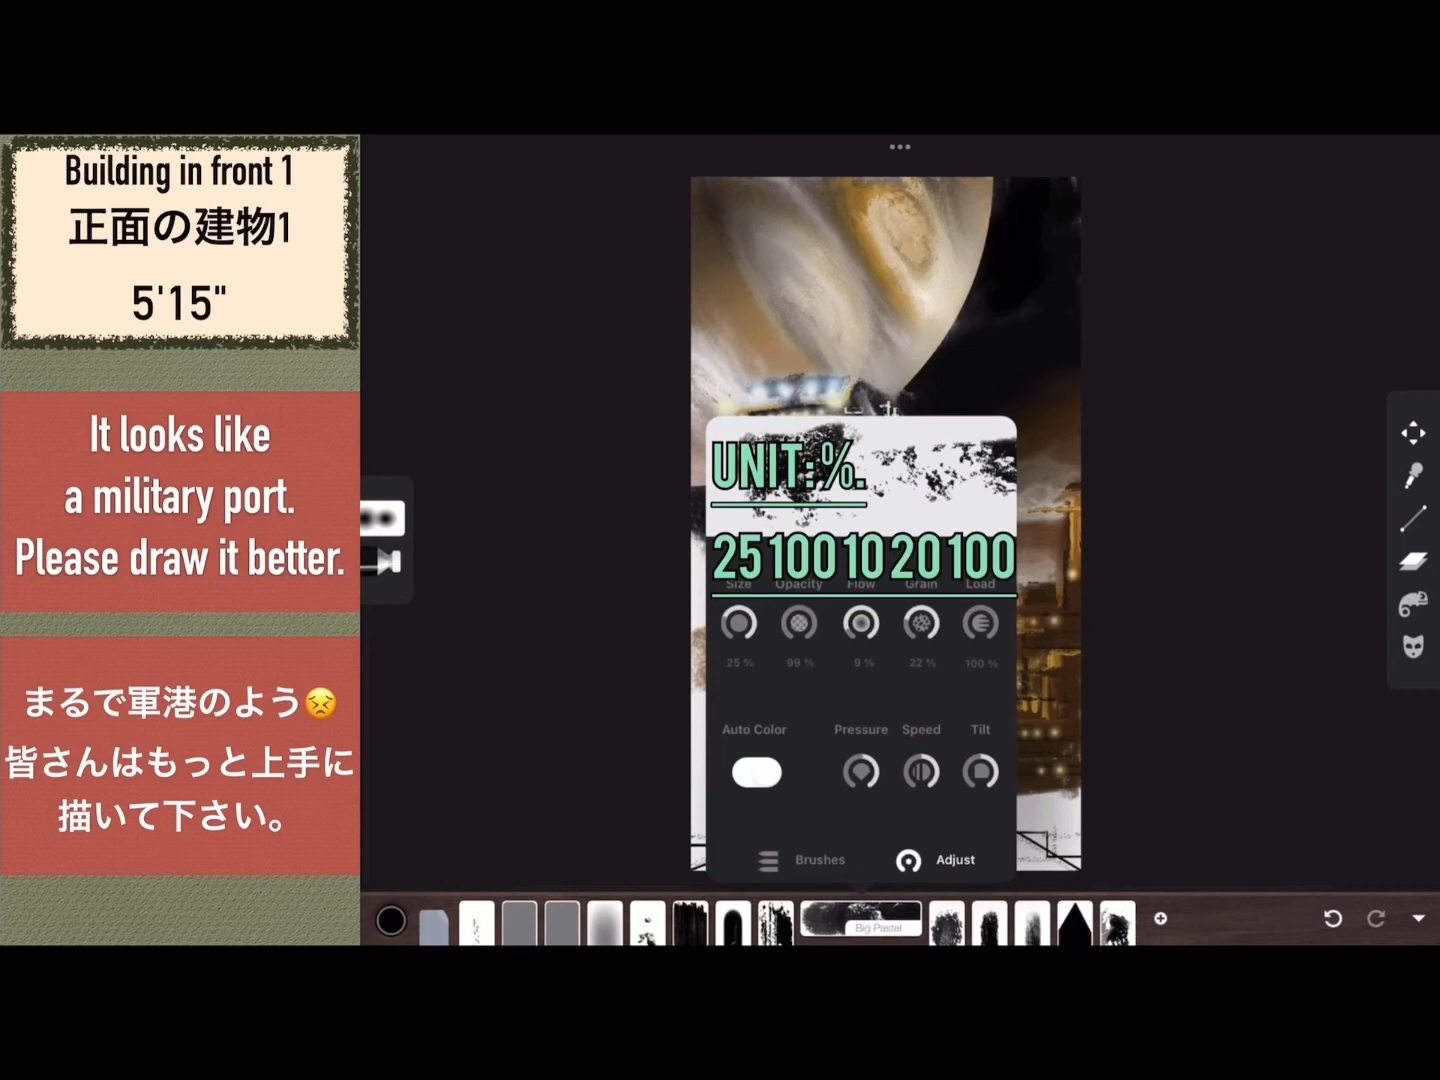 Building in front 1
正面の建物1
5'15"
It looks like
a military port.
Please draw it better.
まるで軍港のよう😣
皆さんはもっと上手に
描いて下さい。
UNIT:%.
25 100 10 20 100
Size Opacity Flow Grain Load
25 % 99 % 9 % 22 % 100 %
Auto Color Pressure Speed Tilt
Brushes Adjust
Big Pastel